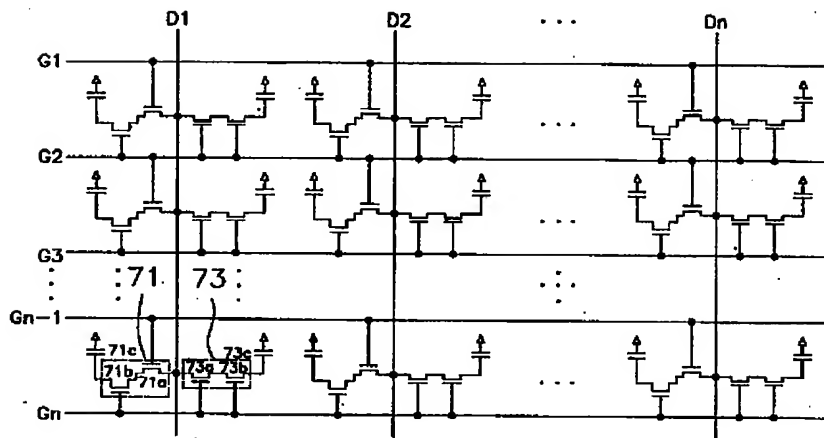 D1 D2 ... Dn
G1
...
G2
...
G3
71 73
Gn-1
71c 73c
71b 71a 73a 73b
...
Gn